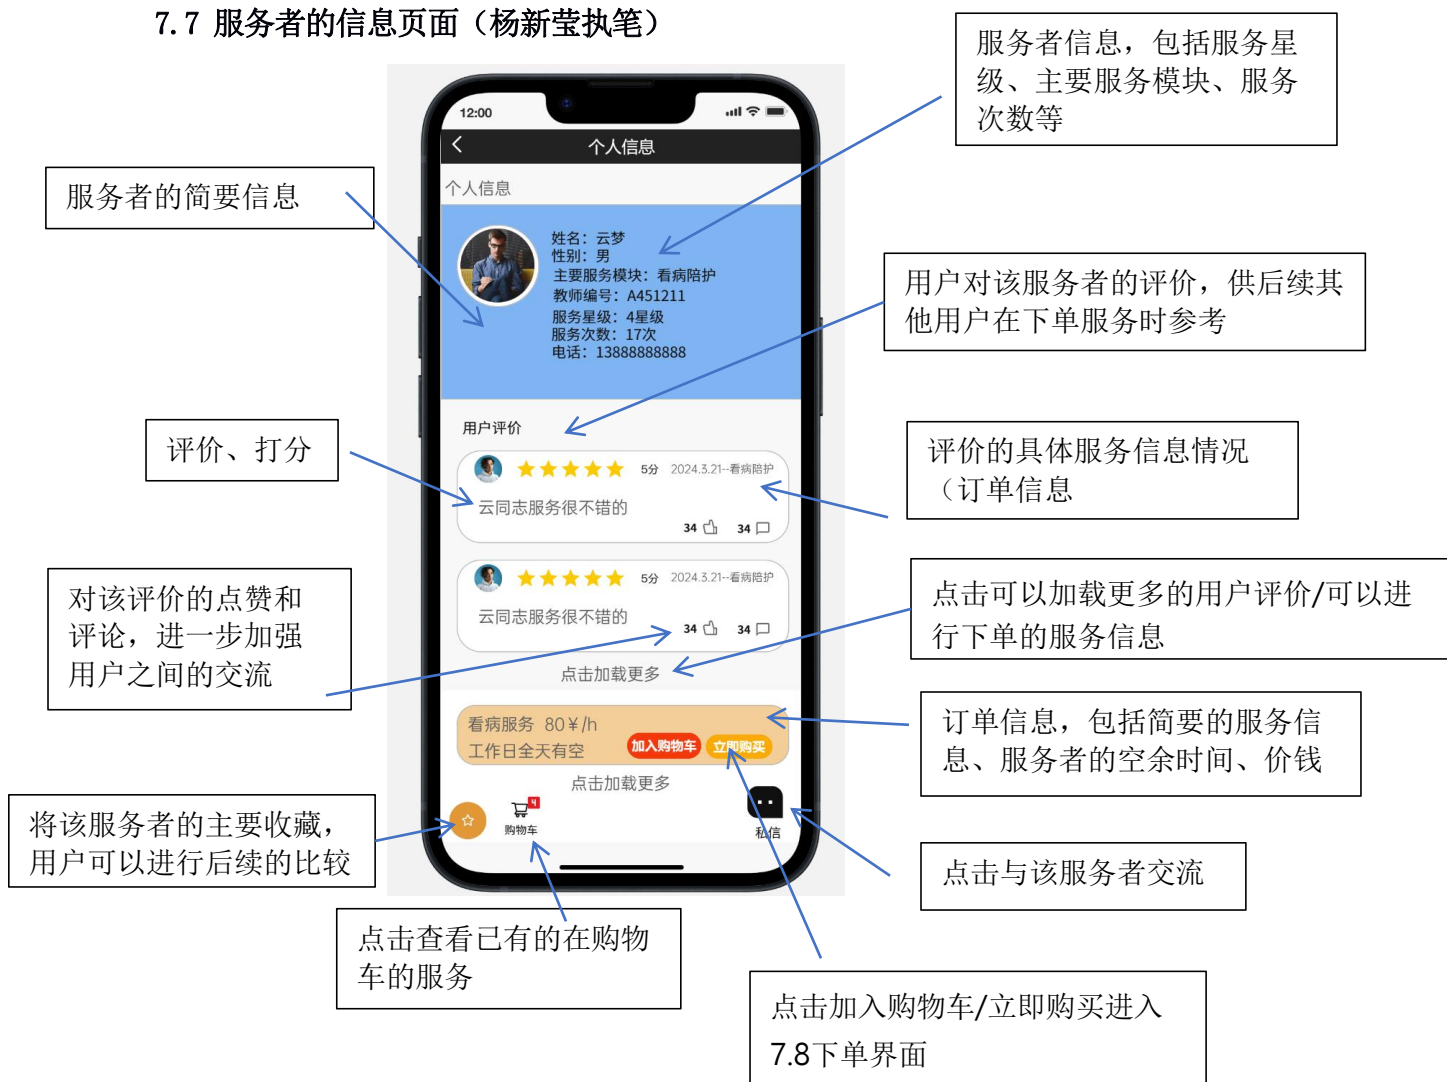 7.7 服务者的信息页面（杨新莹执笔）
服务者信息，包括服务星
级、主要服务模块、服务
次数等
12:00
个人信息
服务者的简要信息
个人信息
姓名：云梦
性别：男
主要服务模块：看病陪护
教师编号：A451211
服务星级：4星级
服务次数：17次
电话：13888888888
用户对该服务者的评价，供后续其
他用户在下单服务时参考
用户评价
评价、打分
5分 2024.3.21--看病陪护
云同志服务很不错的
34 34
评价的具体服务信息情况
（订单信息
5分 2024.3.21--看病陪护
云同志服务很不错的
34 34
对该评价的点赞和
评论，进一步加强
用户之间的交流
点击可以加载更多的用户评价/可以进
行下单的服务信息
点击加载更多
看病服务 80￥/h
工作日全天有空
加入购物车 立即购买
订单信息，包括简要的服务信
息、服务者的空余时间、价钱
点击加载更多
4
购物车
私信
将该服务者的主要收藏，
用户可以进行后续的比较
点击与该服务者交流
点击查看已有的在购物
车的服务
点击加入购物车/立即购买进入
7.8下单界面